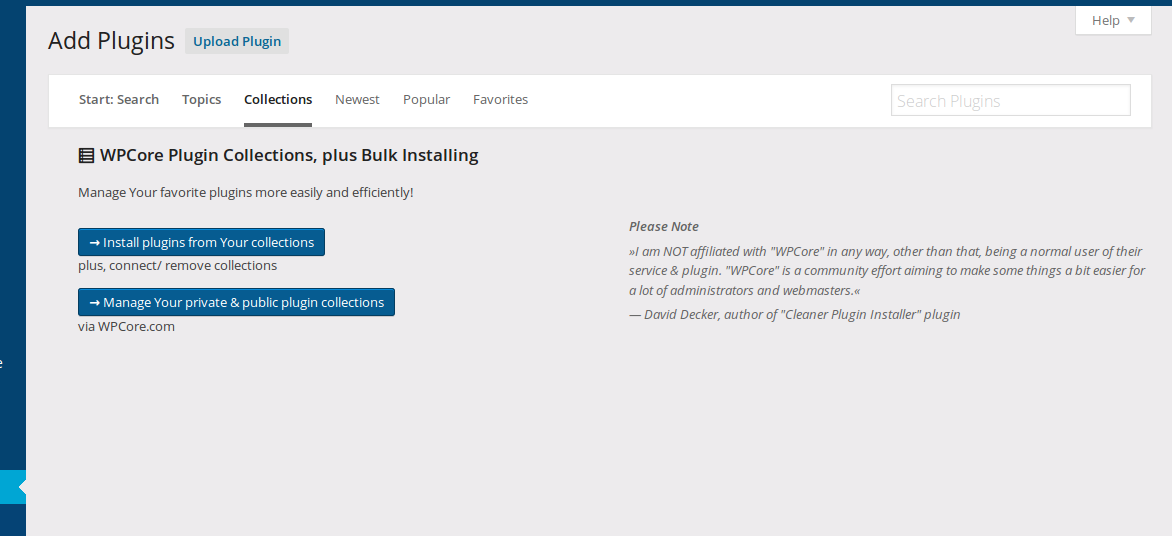 Help
Add Plugins Upload Plugin
Start: Search Topics Collections Newest Popular Favorites Search Plugins
WPCore Plugin Collections, plus Bulk Installing
Manage Your favorite plugins more easily and efficiently!
→ Install plugins from Your collections
plus, connect/ remove collections
→ Manage Your private & public plugin collections
via WPCore.com
Please Note
»I am NOT affiliated with "WPCore" in any way, other than that, being a normal user of their
service & plugin. "WPCore" is a community effort aiming to make some things a bit easier for
a lot of administrators and webmasters.«
— David Decker, author of "Cleaner Plugin Installer" plugin
e